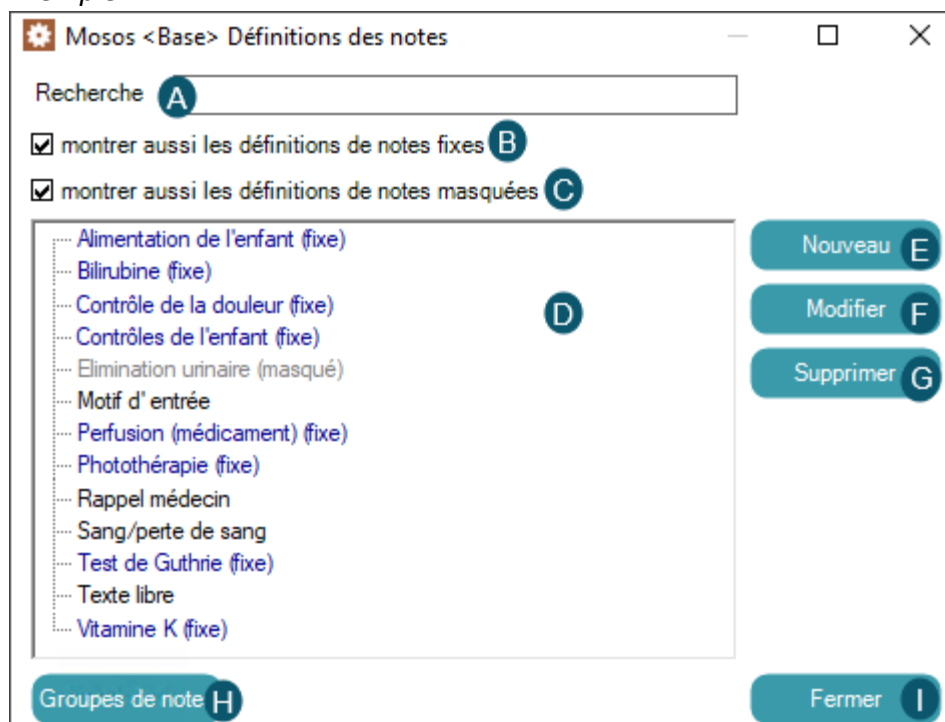 Mosos <Base> Définitions des notes
Recherche A
montrer aussi les définitions de notes fixes B
montrer aussi les définitions de notes masquées C
Alimentation de l'enfant (fixe)
Nouveau E
Bilirubine (fixe)
Contrôle de la douleur (fixe)
D
Modifier F
Contrôles de l'enfant (fixe)
Elimination urinaire (masqué)
Supprimer G
Motif d' entrée
Perfusion (médicament) (fixe)
Photothérapie (fixe)
Rappel médecin
Sang/perte de sang
Test de Guthrie (fixe)
Texte libre
Vitamine K (fixe)
Groupes de note H
Fermer I